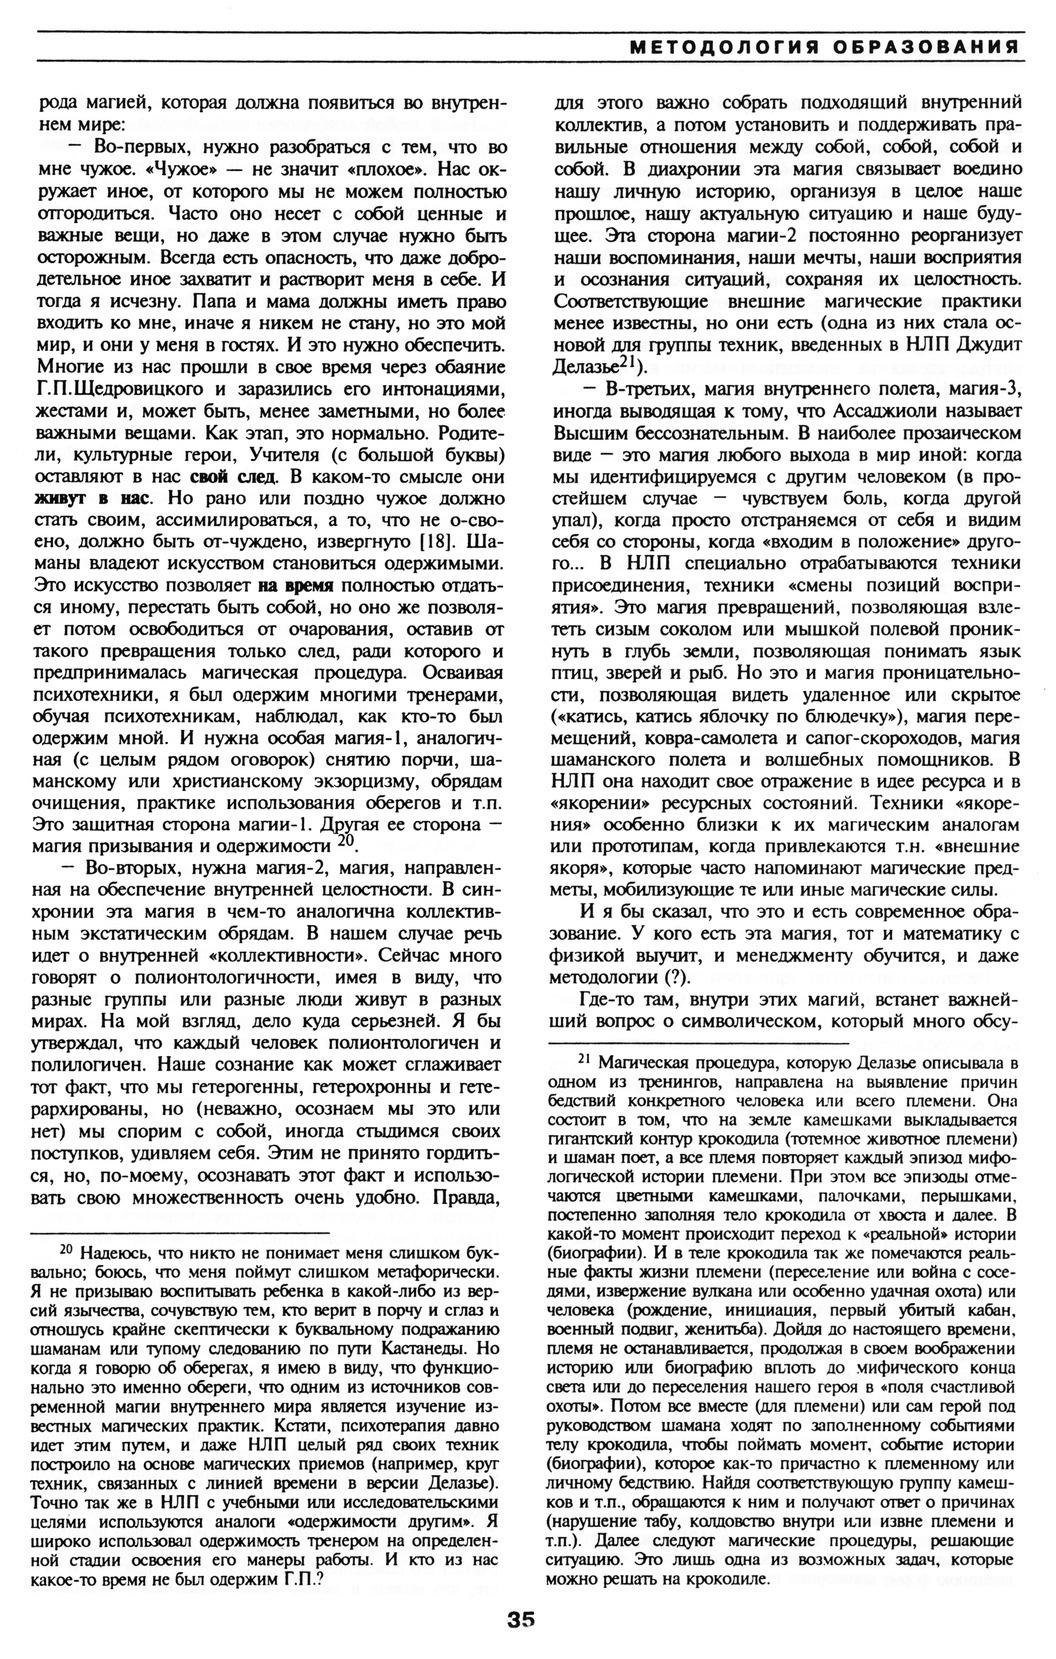 МЕТОДОЛОГИЯ ОБРАЗОВАНИЯ
рода магией, которая должна появиться во внутрен-
нем мире:
— Во-первых, нужно разобраться с тем, что во
мне чужое. «Чужое» — не значит «плохое». Нас ок-
ружает иное, от которого мы не можем полностью
отгородиться. Часто оно несет с собой ценные и
важные вещи, но даже в этом случае нужно быть
осторожным. Всегда есть опасность, что даже добро-
детельное иное захватит и растворит меня в себе. И
тогда я исчезну. Папа и мама должны иметь право
входить ко мне, иначе я никем не стану, но это мой
мир, и они у меня в гостях. И это нужно обеспечить.
Многие из нас прошли в свое время через обаяние
Г.П.Щедровицкого и заразились его интонациями,
жестами и, может быть, менее заметными, но более
важными вещами. Как этап, это нормально. Родите-
ли, культурные герои, Учителя (с большой буквы)
оставляют в нас свой след. В каком-то смысле они
живут в нас. Но рано или поздно чужое должно
стать своим, ассимилироваться, а то, что не о-сво-
ено, должно быть от-чуждено, извергнуто [18]. Ша-
маны владеют искусством становиться одержимыми.
Это искусство позволяет на время полностью отдать-
ся иному, перестать быть собой, но оно же позволя-
ет потом освободиться от очарования, оставив от
такого превращения только след, ради которого и
предпринималась магическая процедура. Осваивая
психотехники, я был одержим многими тренерами,
обучая психотехникам, наблюдал, как кто-то был
одержим мной. И нужна особая магия-1, аналогич-
ная (с целым рядом оговорок) снятию порчи, ша-
манскому или христианскому экзорцизму, обрядам
очищения, практике использования оберегов и т.п.
Это защитная сторона магии-1. Другая ее сторона —
магия призывания и одержимости 20.
— Во-вторых, нужна магия-2, магия, направлен-
ная на обеспечение внутренней целостности. В син-
хронии эта магия в чем-то аналогична коллектив-
ным экстатическим обрядам. В нашем случае речь
идет о внутренней «коллективности». Сейчас много
говорят о полионтологичности, имея в виду, что
разные группы или разные люди живут в разных
мирах. На мой взгляд, дело куда серьезней. Я бы
утверждал, что каждый человек полионтологичен и
полилогичен. Наше сознание как может сглаживает
тот факт, что мы гетерогенны, гетерохронны и гете-
рархированы, но (неважно, осознаем мы это или
нет) мы спорим с собой, иногда стыдимся своих
поступков, удивляем себя. Этим не принято гордить-
ся, но, по-моему, осознавать этот факт и использо-
вать свою множественность очень удобно. Правда,
20 Надеюсь, что никто не понимает меня слишком бук-
вально; боюсь, что меня поймут слишком метафорически.
Я не призываю воспитывать ребенка в какой-либо из вер-
сий язычества, сочувствую тем, кто верит в порчу и сглаз и
отношусь крайне скептически к буквальному подражанию
шаманам или тупому следованию по пути Кастанеды. Но
когда я говорю об оберегах, я имею в виду, что функцио-
нально это именно обереги, что одним из источников сов-
ременной магии внутреннего мира является изучение из-
вестных магических практик. Кстати, психотерапия давно
идет этим путем, и даже НЛП целый ряд своих техник
построило на основе магических приемов (например, круг
техник, связанных с линией времени в версии Делазье).
Точно так же в НЛП с учебными или исследовательскими
целями используются аналоги «одержимости другим». Я
широко использовал одержимость тренером на определен-
ной стадии освоения его манеры работы. И кто из нас
какое-то время не был одержим Г.П.?
для этого важно собрать подходящий внутренний
коллектив, а потом установить и поддерживать пра-
вильные отношения между собой, собой, собой и
собой. В диахронии эта магия связывает воедино
нашу личную историю, организуя в целое наше
прошлое, нашу актуальную ситуацию и наше буду-
щее. Эта сторона магии-2 постоянно реорганизует
наши воспоминания, наши мечты, наши восприятия
и осознания ситуаций, сохраняя их целостность.
Соответствующие внешние магические практики
менее известны, но они есть (одна из них стала ос-
новой для группы техник, введенных в НЛП Джудит
Делазье21).
— В-третьих, магия внутреннего полета, магия-3,
иногда выводящая к тому, что Ассаджиоли называет
Высшим бессознательным. В наиболее прозаическом
виде — это магия любого выхода в мир иной: когда
мы идентифицируемся с другим человеком (в про-
стейшем случае — чувствуем боль, когда другой
упал), когда просто отстраняемся от себя и видим
себя со стороны, когда «входим в положение» друго-
го... В НЛП специально отрабатываются техники
присоединения, техники «смены позиций воспри-
ятия». Это магия превращений, позволяющая взле-
теть сизым соколом или мышкой полевой проник-
нуть в глубь земли, позволяющая понимать язык
птиц, зверей и рыб. Но это и магия проницательно-
сти, позволяющая видеть удаленное или скрытое
(«катись, катись яблочку по блюдечку»), магия пере-
мещений, ковра-самолета и сапог-скороходов, магия
шаманского полета и волшебных помощников. В
НЛП она находит свое отражение в идее ресурса и в
«якорении» ресурсных состояний. Техники «якоре-
ния» особенно близки к их магическим аналогам
или прототипам, когда привлекаются т.н. «внешние
якоря», которые часто напоминают магические пред-
меты, мобилизующие те или иные магические силы.
И я бы сказал, что это и есть современное обра-
зование. У кого есть эта магия, тот и математику с
физикой выучит, и менеджменту обучится, и даже
методологии (?).
Где-то там, внутри этих магий, встанет важней-
ший вопрос о символическом, который много обсу-
21 Магическая процедура, которую Делазье описывала в
одном из тренингов, направлена на выявление причин
бедствий конкретного человека или всего племени. Она
состоит в том, что на земле камешками выкладывается
гигантский контур крокодила (тотемное животное племени)
и шаман поет, а все племя повторяет каждый эпизод мифо-
логической истории племени. При этом все эпизоды отме-
чаются цветными камешками, палочками, перышками,
постепенно заполняя тело крокодила от хвоста и далее. В
какой-то момент происходит переход к «реальной» истории
(биографии). И в теле крокодила так же помечаются реаль-
ные факты жизни племени (переселение или война с сосе-
дями, извержение вулкана или особенно удачная охота) или
человека (рождение, инициация, первый убитый кабан,
военный подвиг, женитьба). Дойдя до настоящего времени,
племя не останавливается, продолжая в своем воображении
историю или биографию вплоть до мифического конца
света или до переселения нашего героя в «поля счастливой
охоты». Потом все вместе (для племени) или сам герой под
руководством шамана ходят по заполненному событиями
телу крокодила, чтобы поймать момент, событие истории
(биографии), которое как-то причастно к племенному или
личному бедствию. Найдя соответствующую группу камеш-
ков и т.п., обращаются к ним и получают ответ о причинах
(нарушение табу, колдовство внутри или извне племени и
т.п.). Далее следуют магические процедуры, решающие
ситуацию. Это лишь одна из возможных задач, которые
можно решать на крокодиле.
35